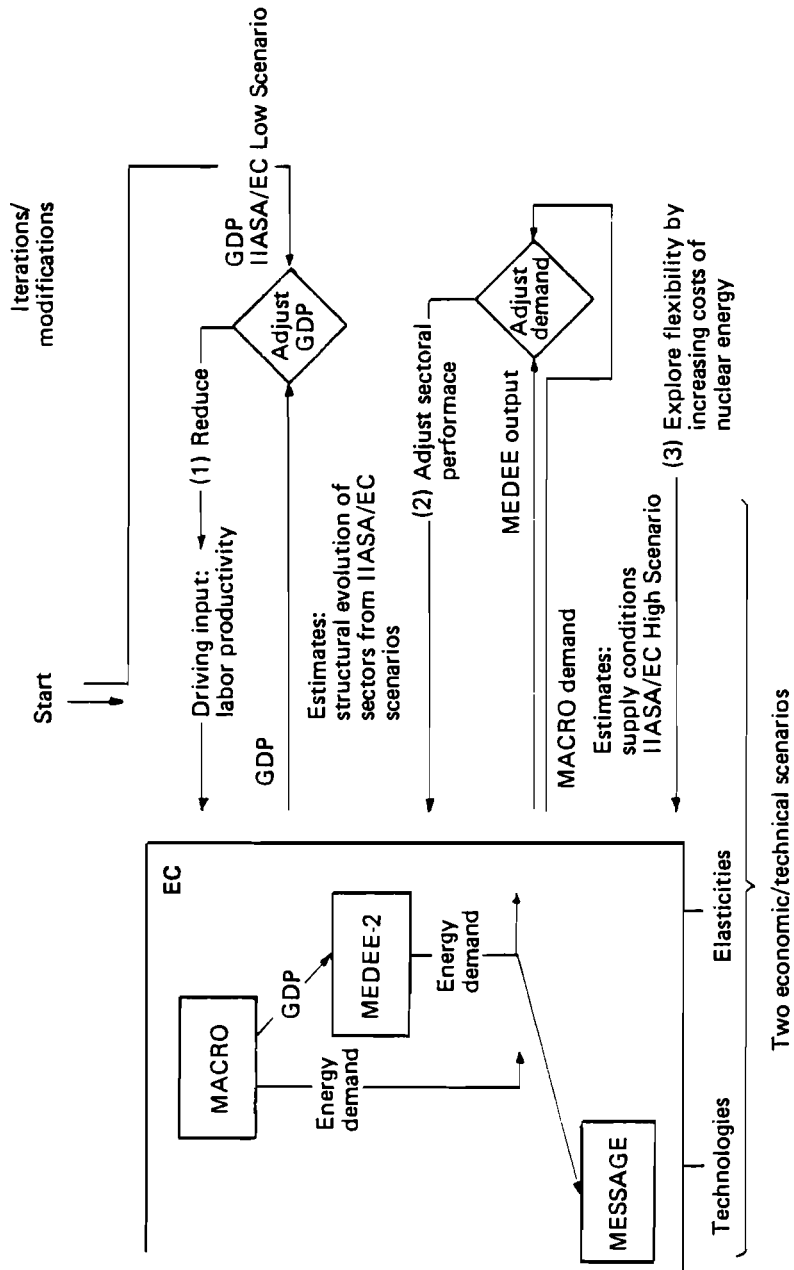 Iterations/
modifications
Start
GDP
IIASA/EC Low Scenario
Adjust
GDP
(1) Reduce
Driving input:
labor productivity
GDP
Estimates:
structural evolution of
sectors from IIASA/EC
scenarios
(2) Adjust sectoral
performace
Adjust
demand
MEDEE output
MACRO demand
Estimates:
supply conditions
IIASA/EC High Scenario
(3) Explore flexibility by
increasing costs of
nuclear energy
EC
MACRO
GDP
MEDEE-2
Energy
demand
Energy
demand
MESSAGE
Technologies
Elasticities
Two economic/technical scenarios